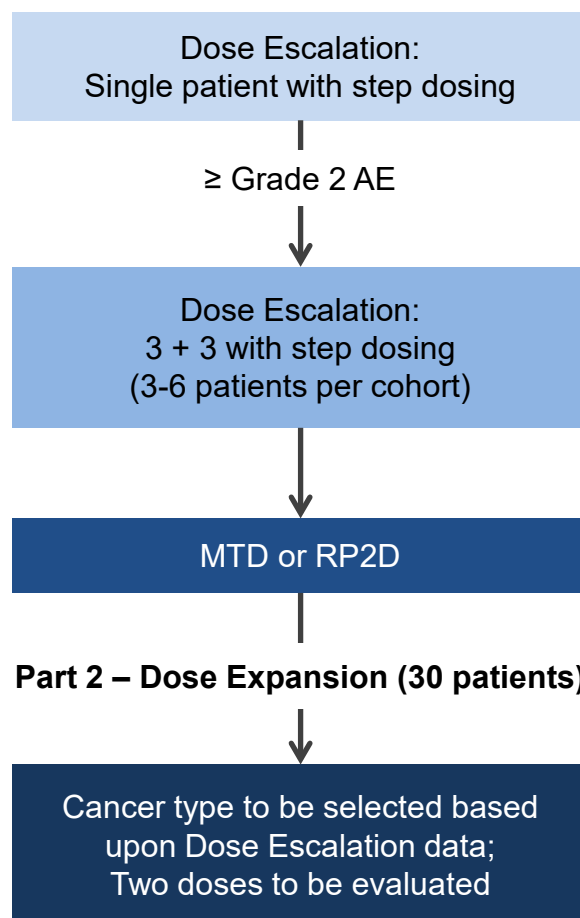 Dose Escalation:
Single patient with step dosing
≥ Grade 2 AE
Dose Escalation:
3 + 3 with step dosing
(3-6 patients per cohort)
MTD or RP2D
Part 2 – Dose Expansion (30 patients)
Cancer type to be selected based
upon Dose Escalation data;
Two doses to be evaluated